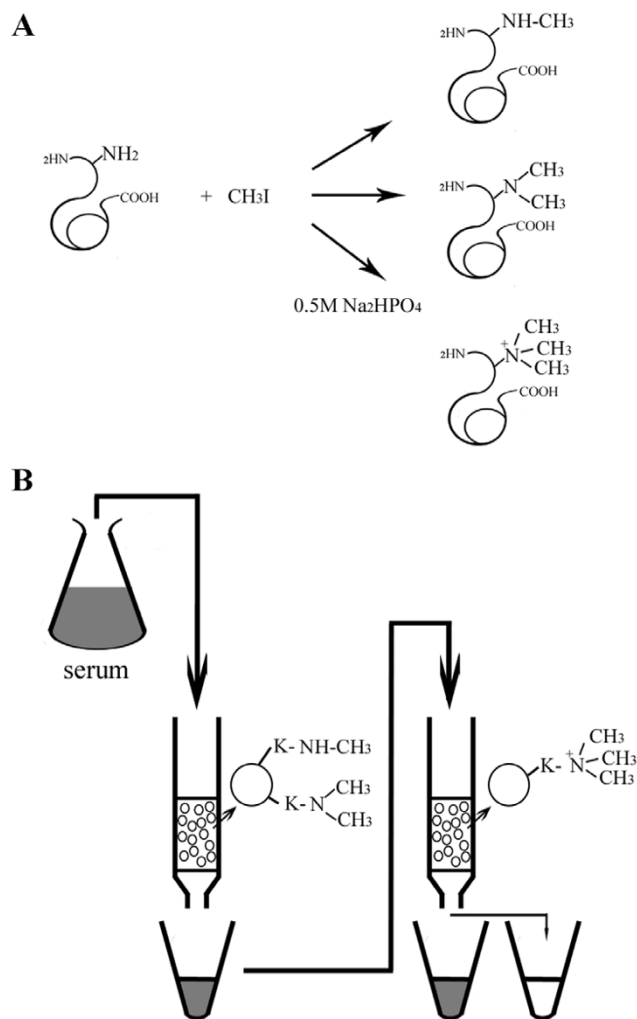 A
NH-CH3
2HN
COOH
2HN
NH2
COOH
+ CH3I
CH3
2HN
N
CH3
COOH
0.5M Na2HPO4
CH3
2HN
+
N
CH3
CH3
COOH
B
serum
K- NH-CH3
CH3
K- N
CH3
CH3
K- N
+
CH3
CH3